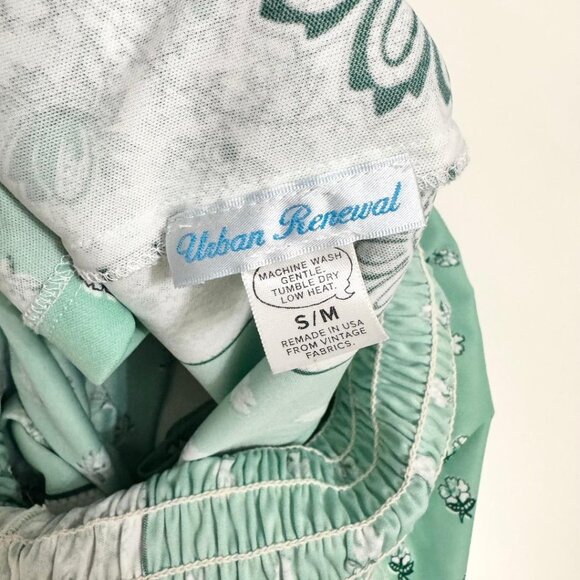 Urban Renewal
MACHINE WASH
GENTLE.
TUMBLE DRY
LOW HEAT.
S/M
REMADE IN USA
FROM VINTAGE
FABRICS.